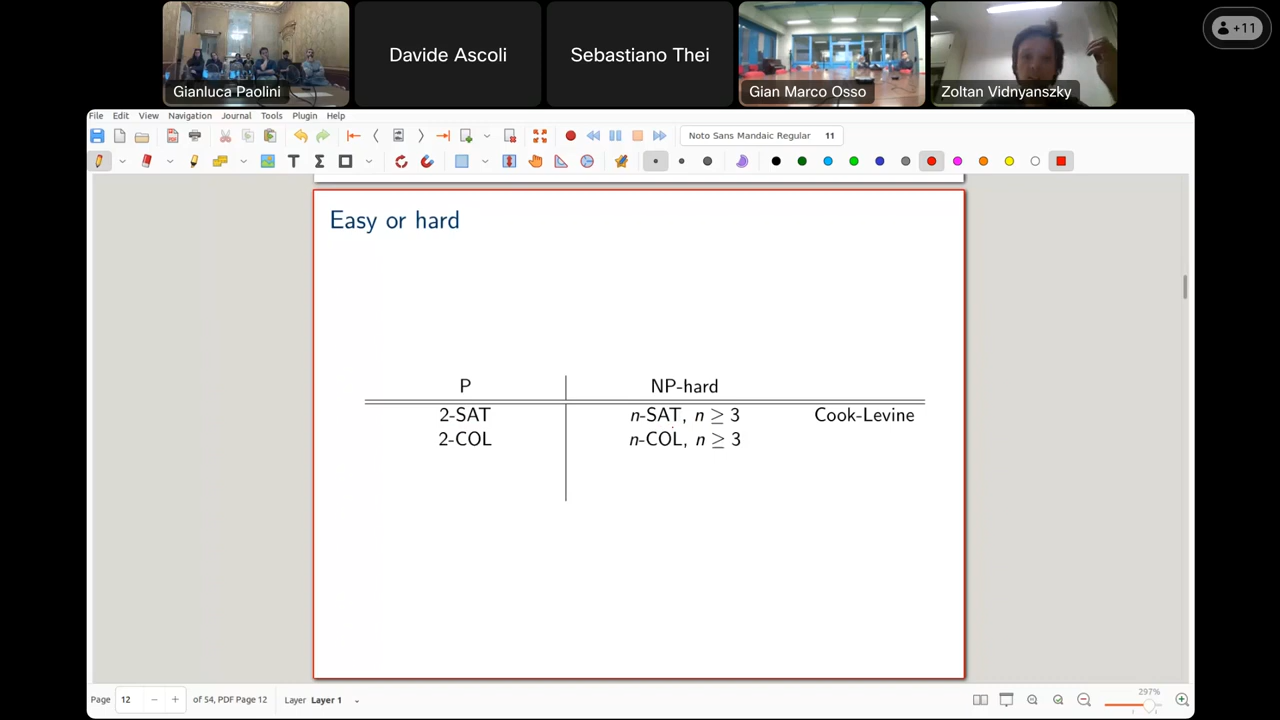 Gianluca Paolini
Davide Ascoli
Sebastiano Thei
Gian Marco Osso
Zoltan Vidnyanszky
+11
File Edit View Navigation Journal Tools Plugin Help
Noto Sans Mandaic Regular 11
Easy or hard
P NP-hard
2-SAT n-SAT, n ≥ 3 Cook-Levine
2-COL n-COL, n ≥ 3
Page 12 of 54, PDF Page 12 Layer Layer 1 297%